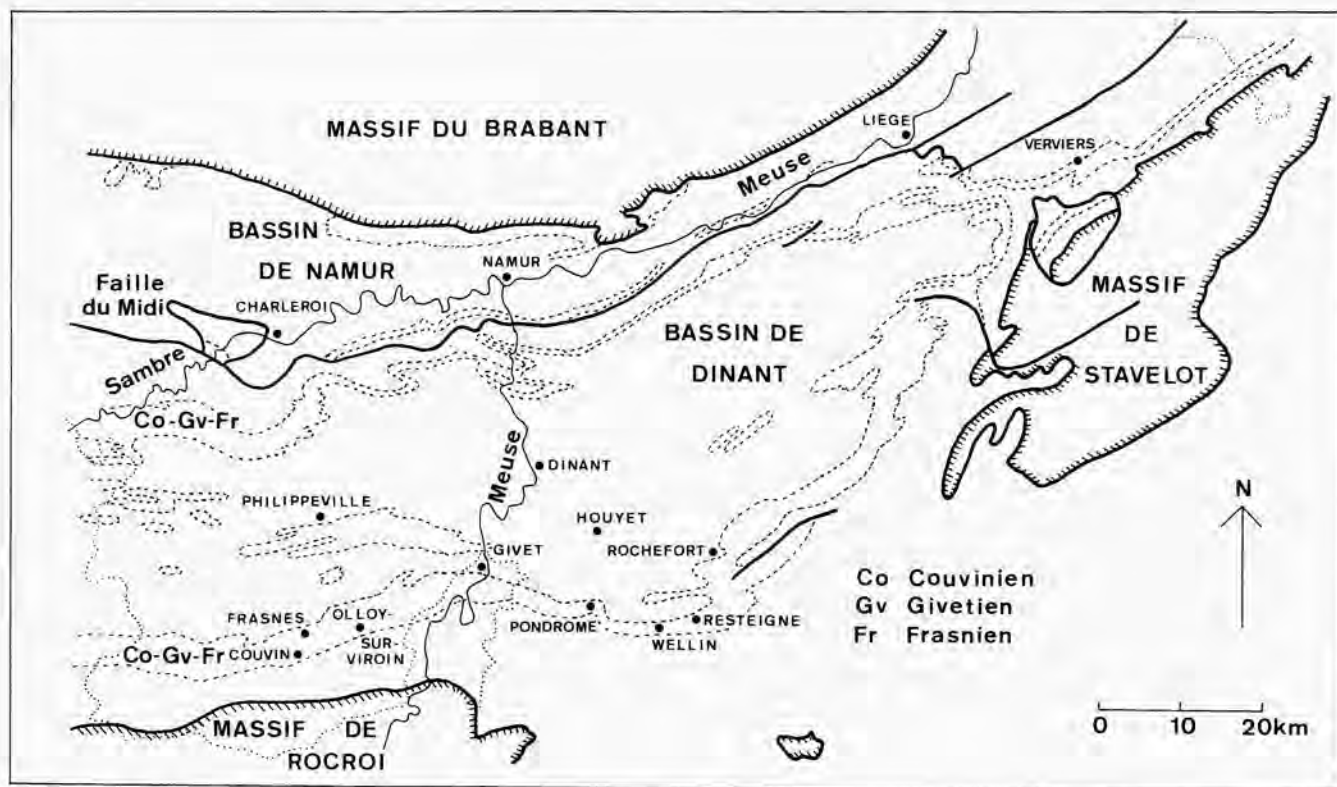 MASSIF DU BRABANT
LIEGE
Meuse
VERVIERS
BASSIN
DE NAMUR
NAMUR
Faille
du Midi
CHARLEROI
MASSIF
DE
STAVELOT
BASSIN DE
DINANT
Sambre
Co-Gv-Fr
Meuse
DINANT
PHILIPPEVILLE
HOUYET
N
GIVET
ROCHEFORT
Co Couvinien
Gv Givetien
Fr Frasnien
FRASNES
OLLOY-
SUR
VIROIN
PONDROME
RESTEIGNE
WELLIN
Co-Gv-Fr
COUVIN
MASSIF DE
ROCROI
0 10 20km